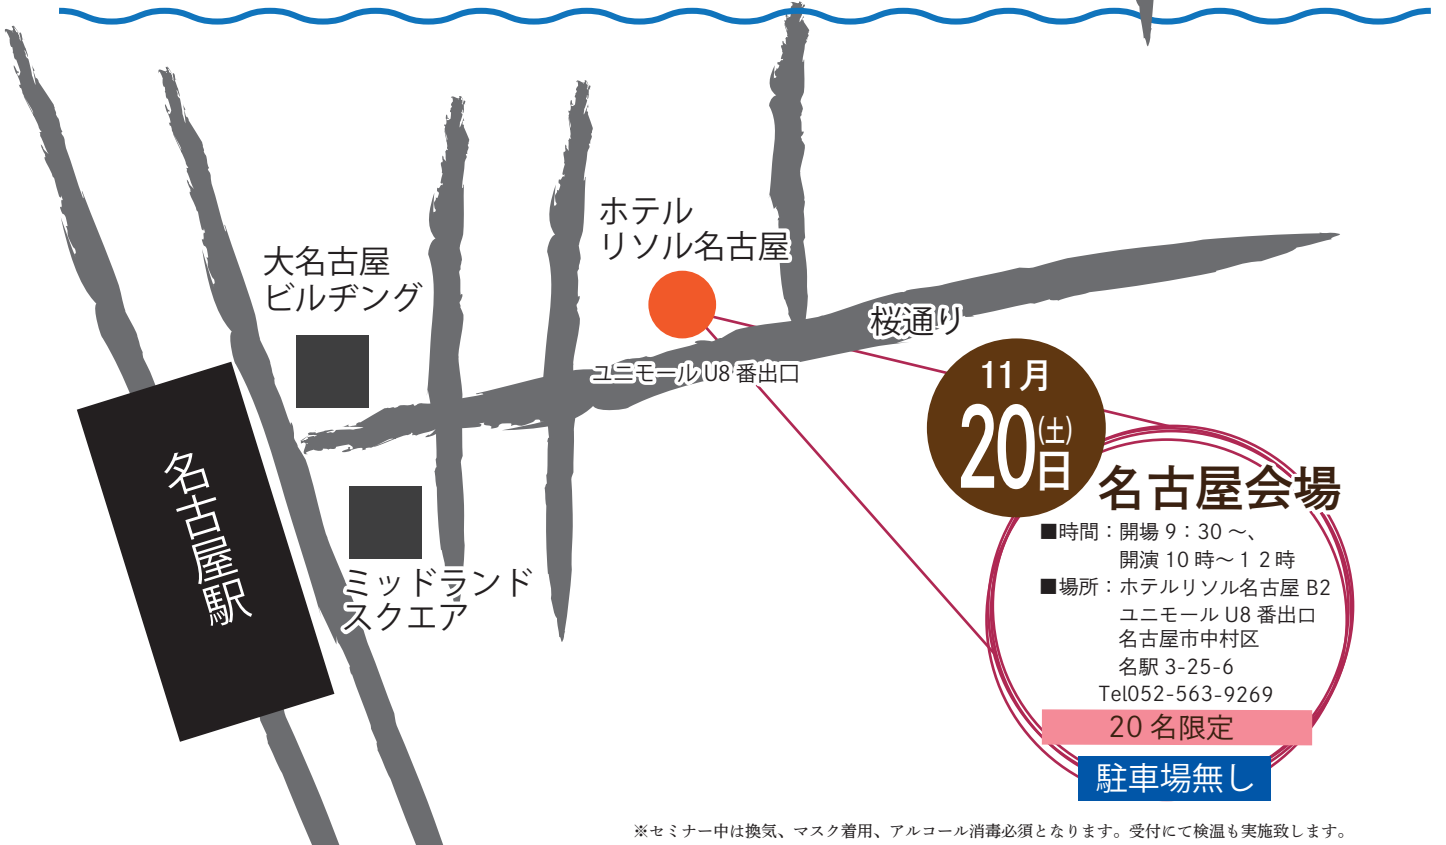 ホテル
リソル名古屋
大名古屋
ビルヂング
桜通り
ユニモール U8 番出口
名古屋駅
ミッドランド
スクエア
11月
20日(土)
名古屋会場
■時間：開場 9：30 〜、
開演 10 時〜１２時
■場所：ホテルリソル名古屋 B2
ユニモール U8 番出口
名古屋市中村区
名駅 3-25-6
Tel052-563-9269
20 名限定
駐車場無し
※セミナー中は換気、マスク着用、アルコール消毒必須となります。受付にて検温も実施致します。